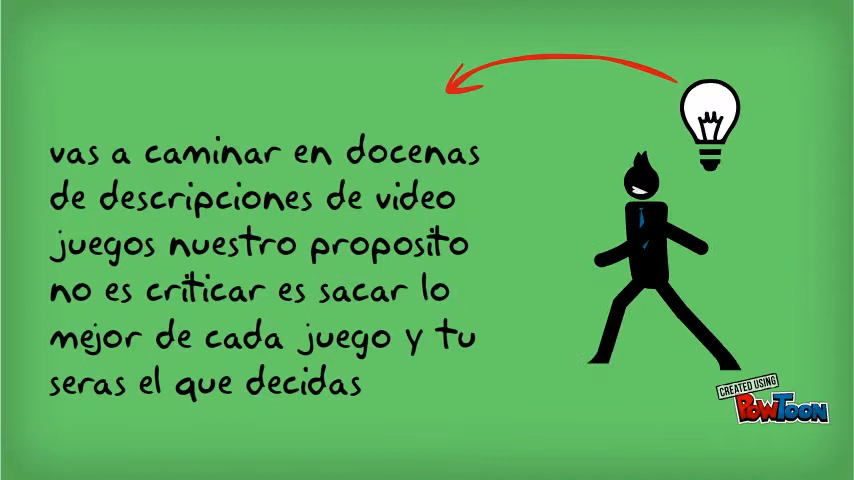 vas a caminar en docenas
de descripciones de video
juegos nuestro proposito
no es criticar es sacar lo
mejor de cada juego y tu
seras el que decidas
CREATED USING
POWTOON